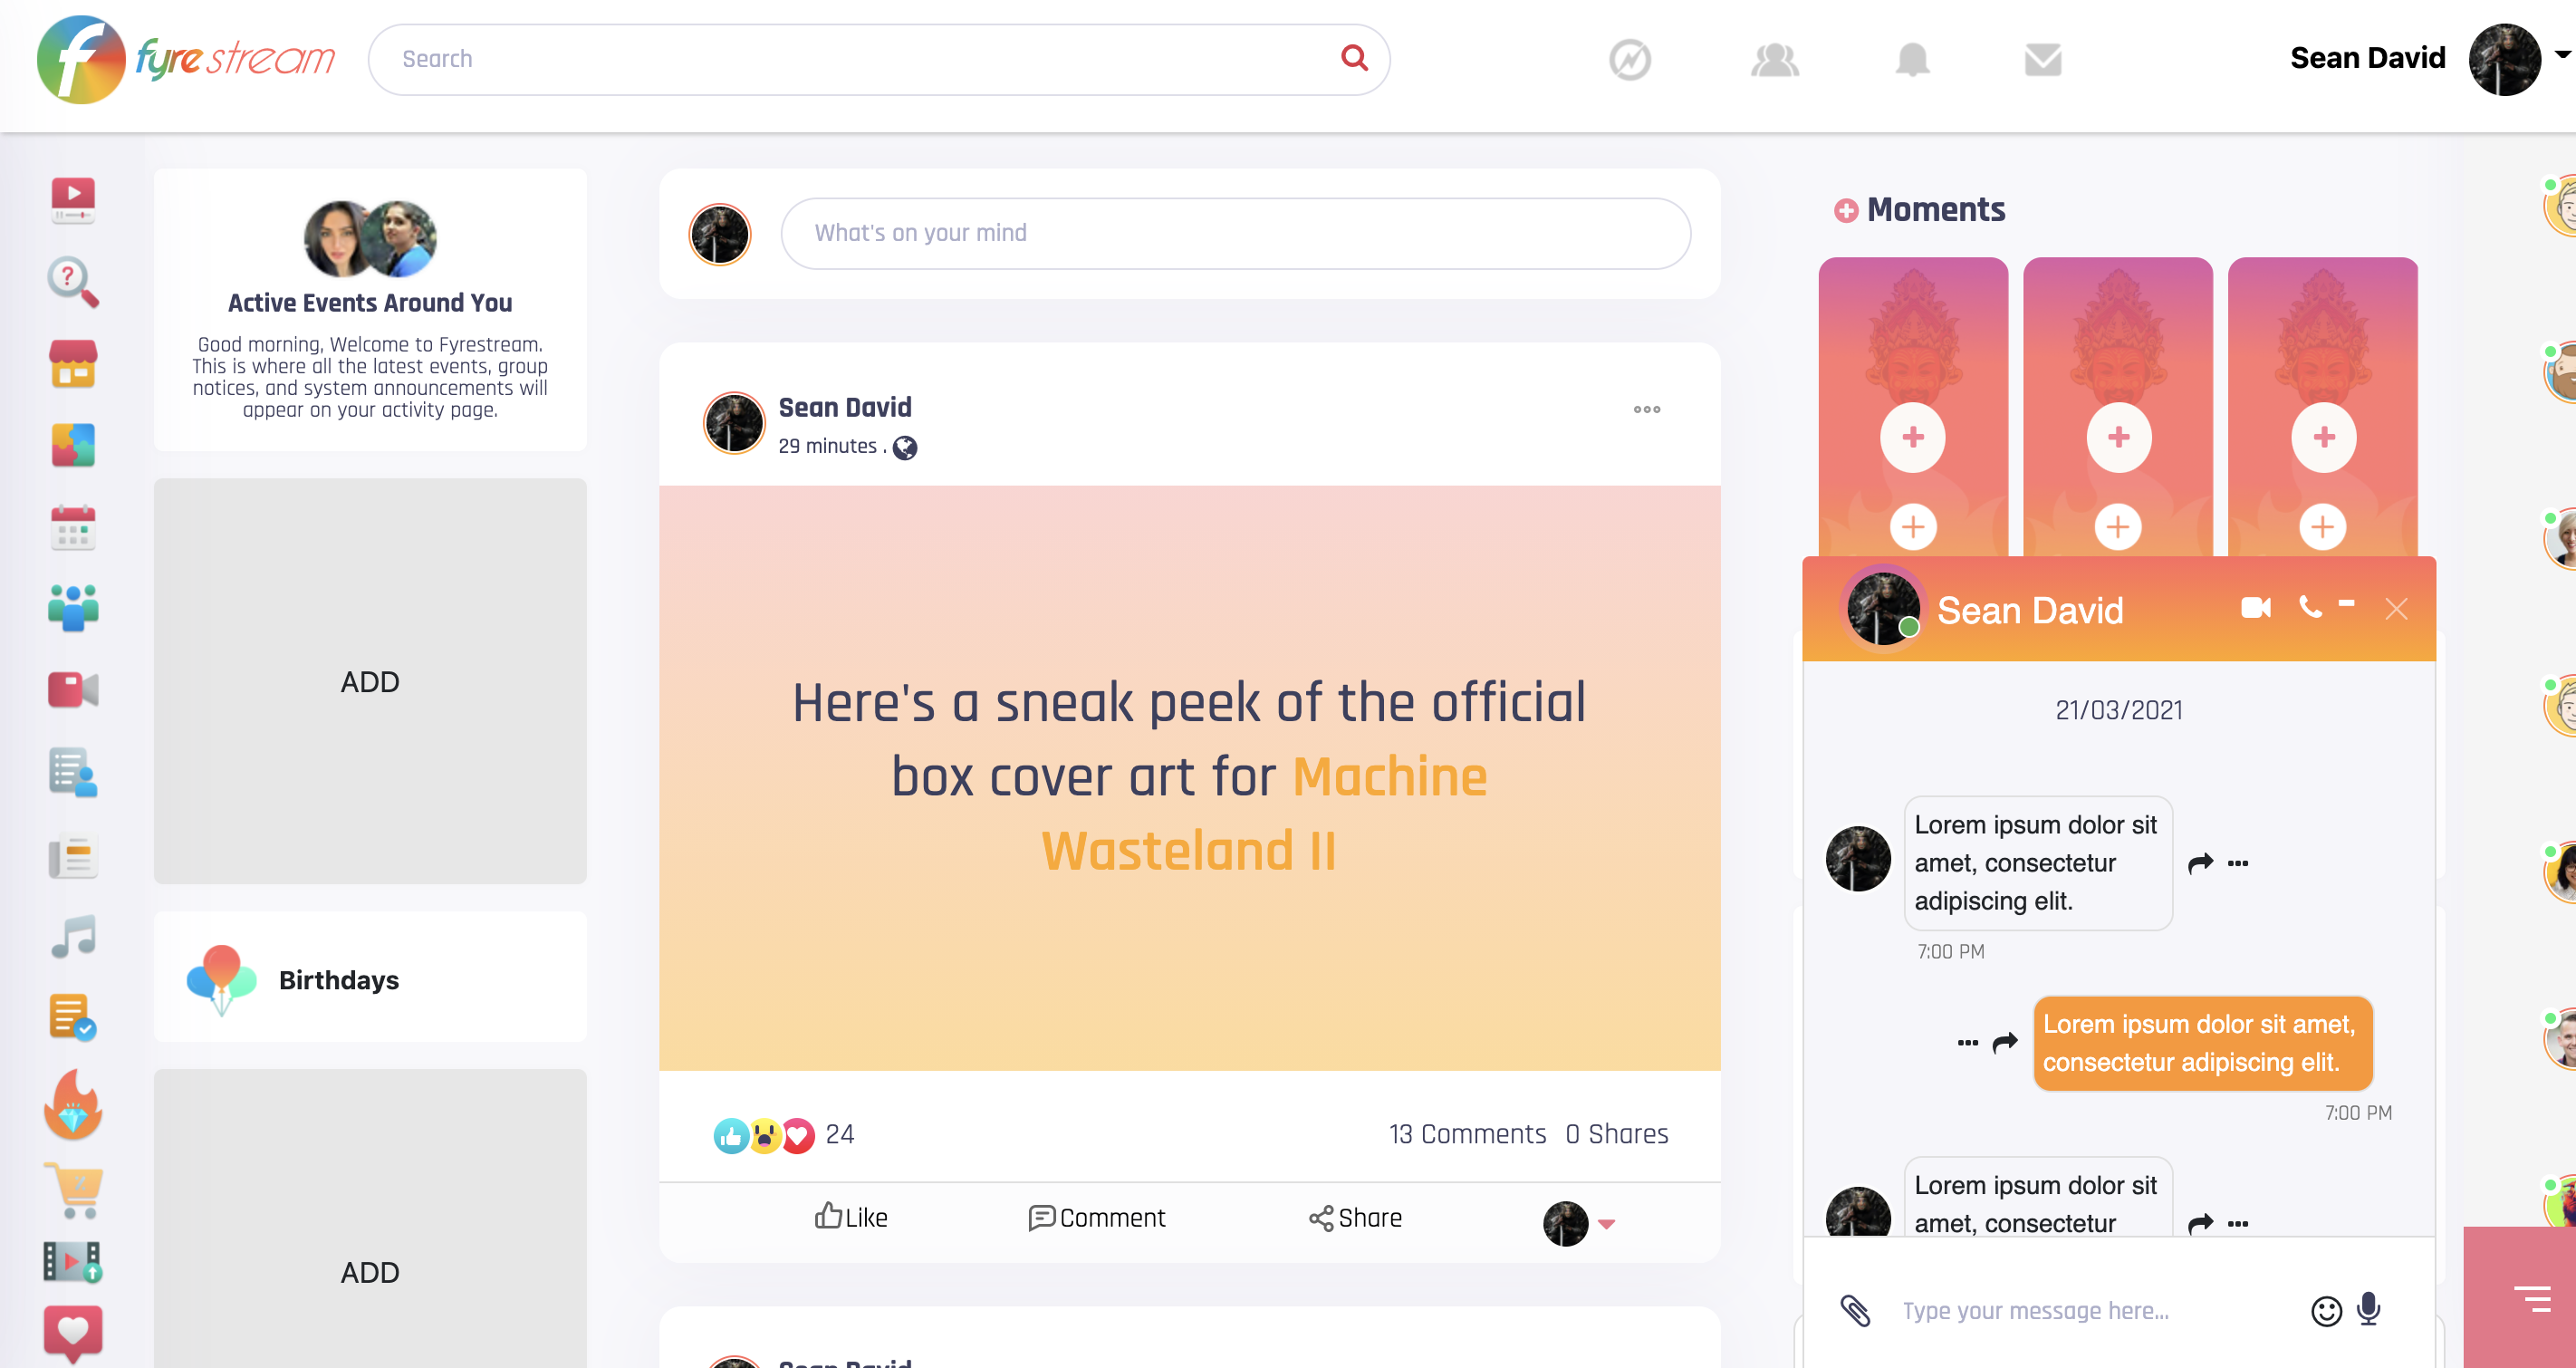 fyre stream
Search
Sean David
Active Events Around You
Good morning, Welcome to Fyrestream.
This is where all the latest events, group
notices, and system announcements will
appear on your activity page.
ADD
Birthdays
ADD
What's on your mind
Sean David
29 minutes .
Here's a sneak peek of the official
box cover art for Machine
Wasteland II
24
13 Comments 0 Shares
Like
Comment
Share
Sean David
Moments
Sean David
21/03/2021
Lorem ipsum dolor sit
amet, consectetur
adipiscing elit.
7:00 PM
Lorem ipsum dolor sit amet,
consectetur adipiscing elit.
7:00 PM
Lorem ipsum dolor sit
amet, consectetur
Type your message here...